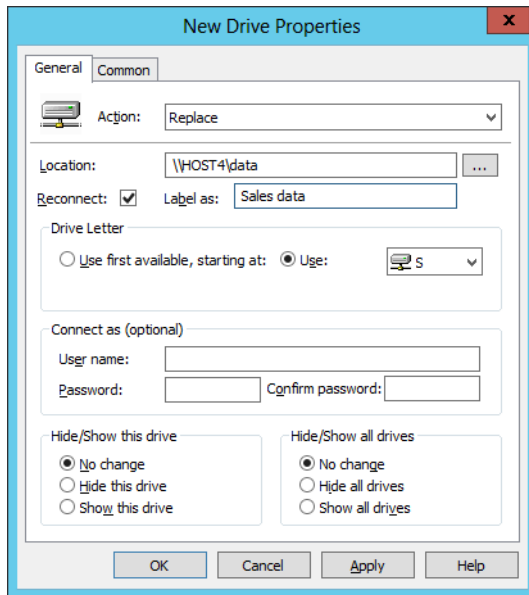 New Drive Properties
x
General Common
Action: Replace
Location: \\HOST4\data ...
Reconnect: Label as: Sales data
Drive Letter
Use first available, starting at: Use: S
Connect as (optional)
User name:
Password: Confirm password:
Hide/Show this drive Hide/Show all drives
No change No change
Hide this drive Hide all drives
Show this drive Show all drives
OK Cancel Apply Help